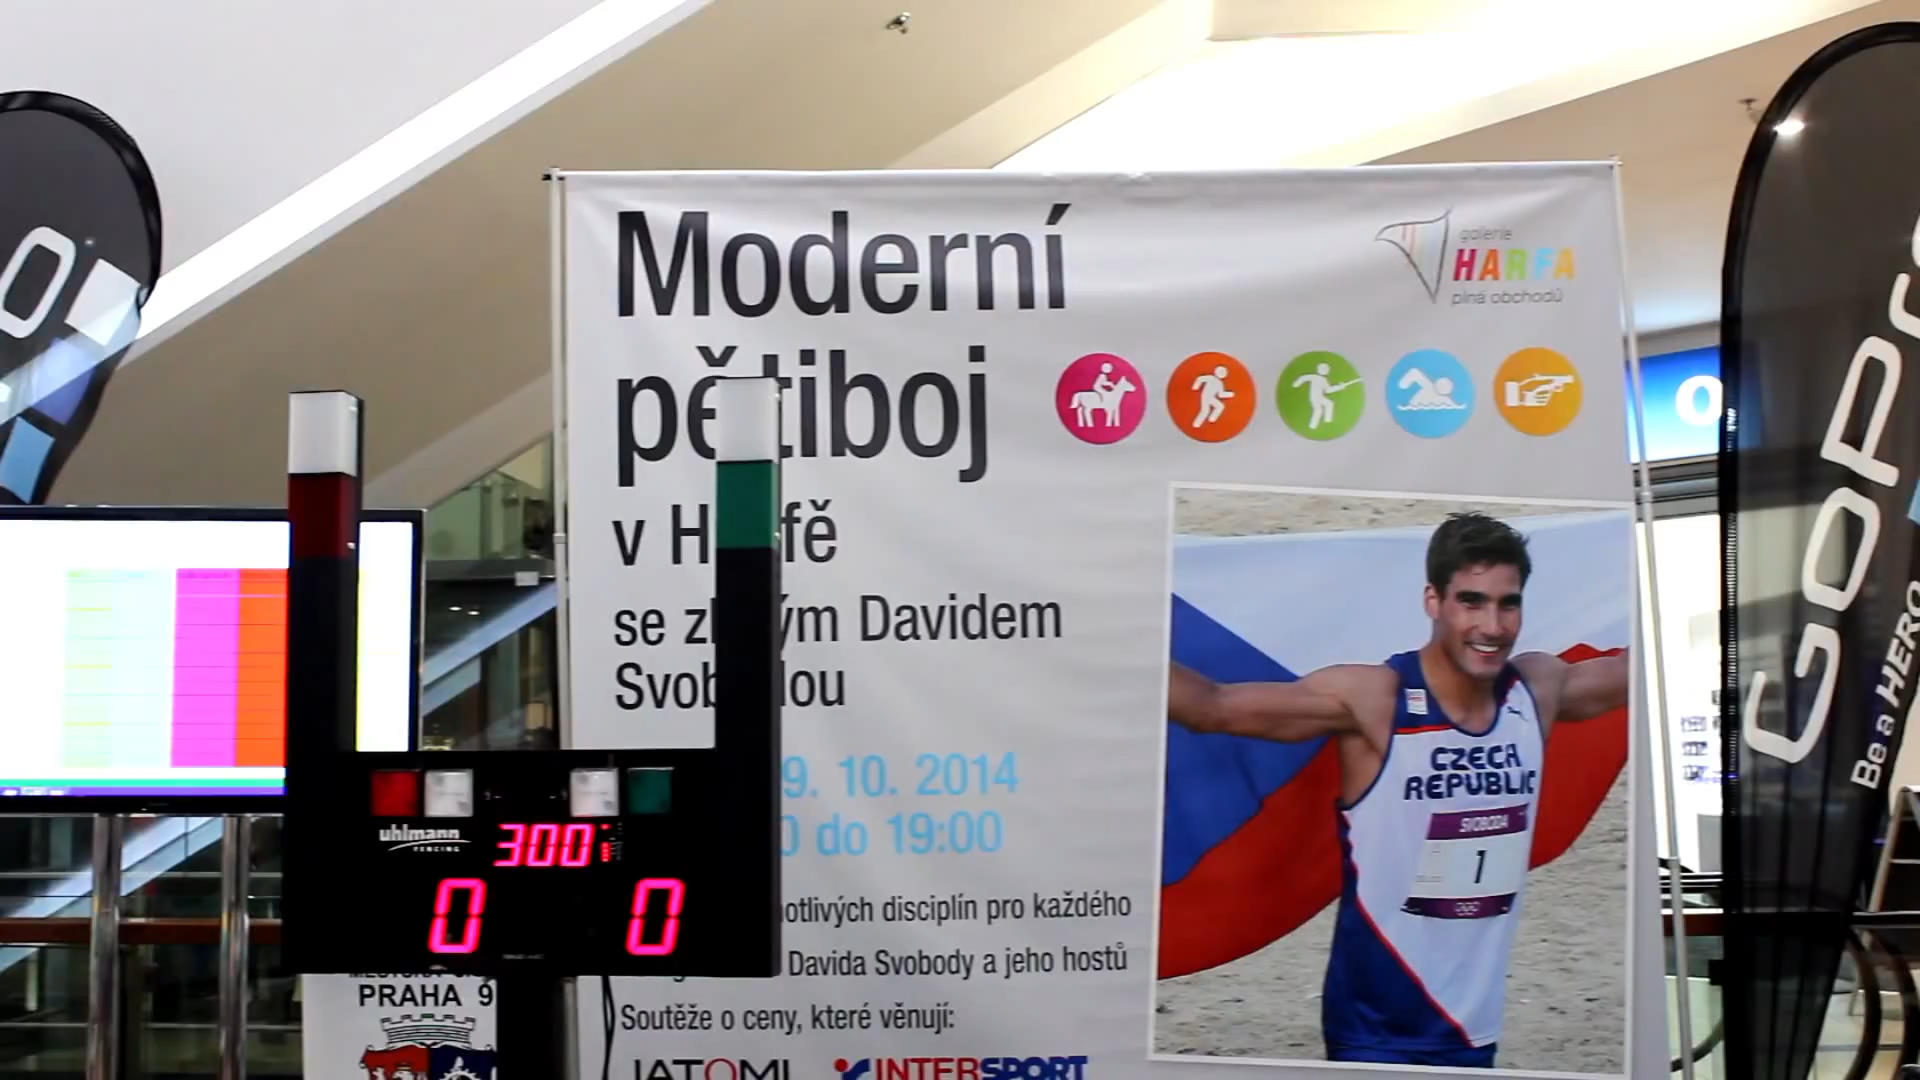 Moderní
galerie
HARFA
plná obchodů
pětiboj
v H fě
se z ým Davidem
Svob dou
9. 10. 2014
0 do 19:00
otlivých disciplín pro každého
Davida Svobody a jeho hostů
Soutěže o ceny, které věnují:
INTERSPORT
CZECH
REPUBLIC
SVOBODA
1
uhlmann
FENCING
300
0 0
PRAHA 9
GOPR
Be a HERO
O
O